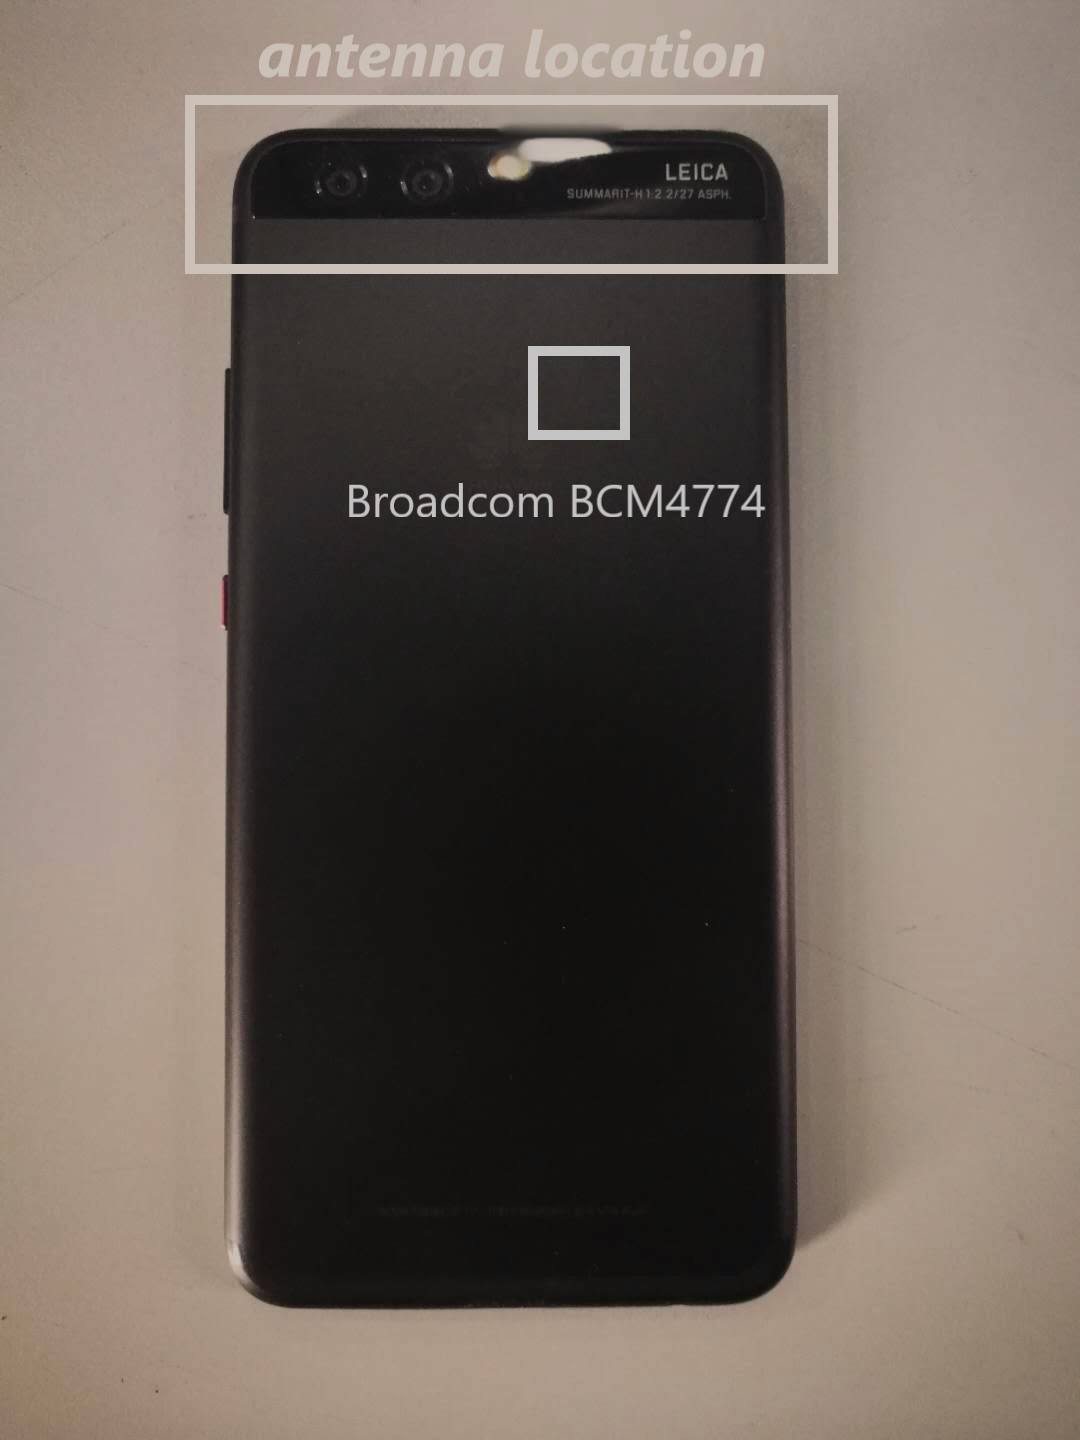 antenna location
LEICA
SUMMARIT-H 1:2.2/27 ASPH.
Broadcom BCM4774